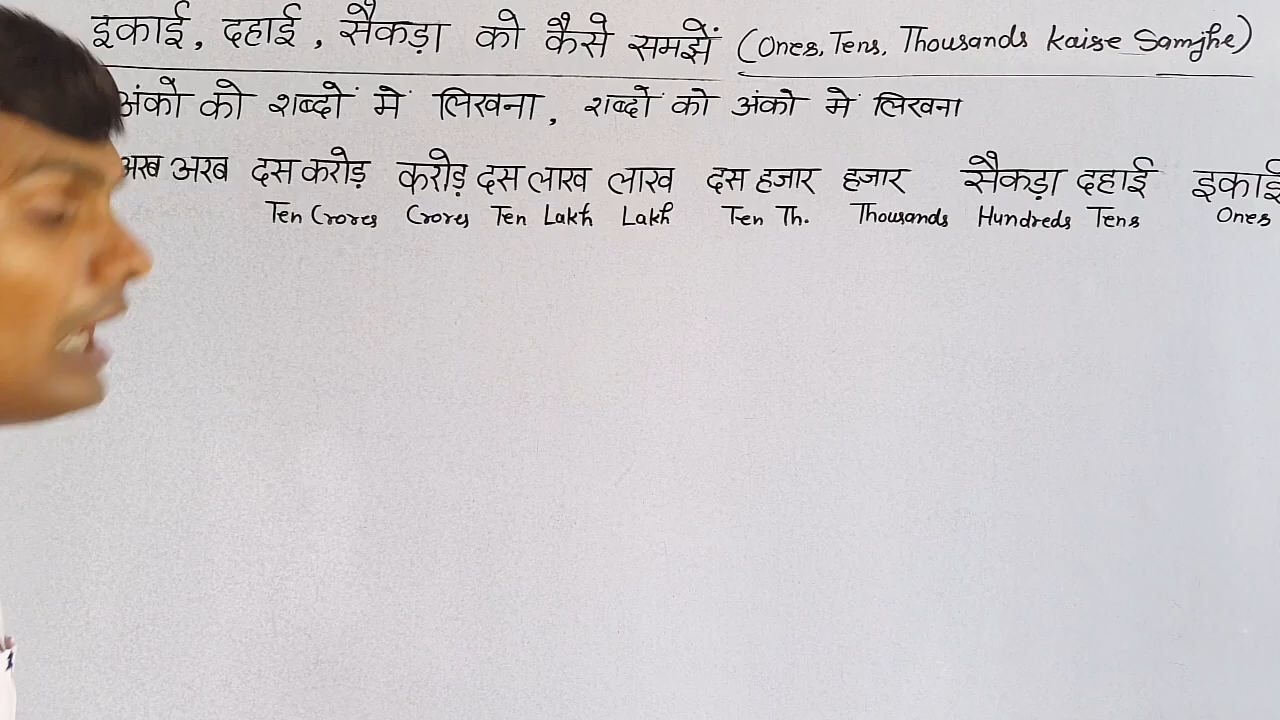 इकाई, दहाई, सैकड़ा को कैसे समझें (Ones, Tens, Thousands Kaise Samjhe)
अंको को शब्दों में लिखना, शब्दों को अंको में लिखना
अरब दस करोड़ करोड़ दस लाख लाख दस हजार हजार सैकड़ा दहाई इकाई
Ten Crores Crores Ten Lakh Lakh Ten Th. Thousands Hundreds Tens Ones